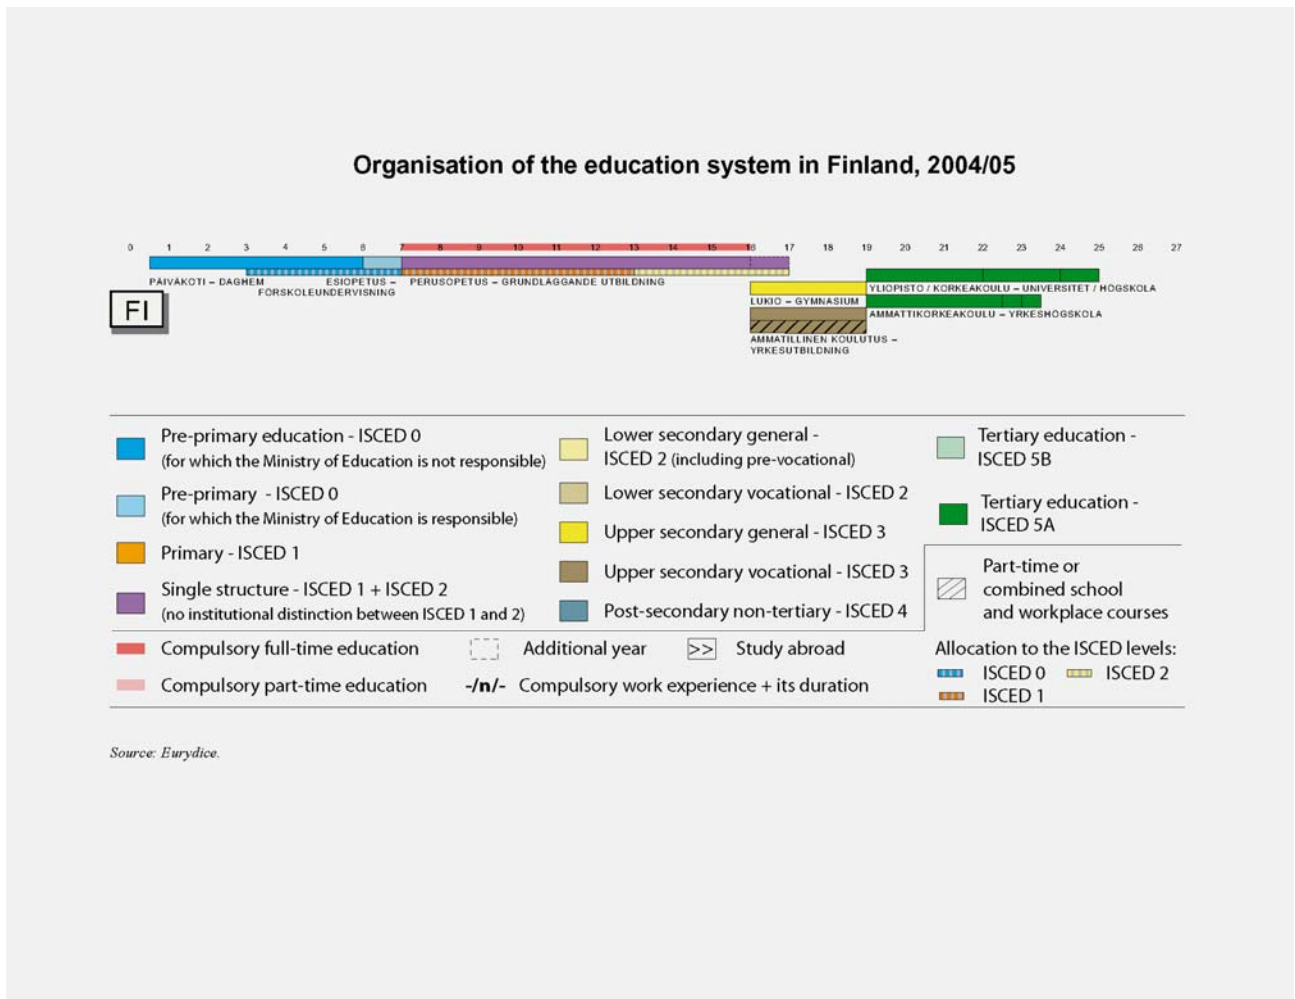 Organisation of the education system in Finland, 2004/05
0 1 2 3 4 5 6 7 8 9 10 11 12 13 14 15 16 17 18 19 20 21 22 23 24 25 26 27
PÄIVÄKOTI – DAGHEM
ESIOPETUS –
FÖRSKOLEUNDERVISNING
PERUSOPETUS – GRUNDLÄGGANDE UTBILDNING
YLIOPISTO / KORKEAKOULU – UNIVERSITET / HÖGSKOLA
LUKIO – GYMNASIUM
AMMATTIKORKEAKOULU – YRKESHÖGSKOLA
AMMATILLINEN KOULUTUS –
YRKESUTBILDNING
FI
Pre-primary education - ISCED 0
(for which the Ministry of Education is not responsible)
Pre-primary - ISCED 0
(for which the Ministry of Education is responsible)
Primary - ISCED 1
Single structure - ISCED 1 + ISCED 2
(no institutional distinction between ISCED 1 and 2)
Lower secondary general -
ISCED 2 (including pre-vocational)
Lower secondary vocational - ISCED 2
Upper secondary general - ISCED 3
Upper secondary vocational - ISCED 3
Post-secondary non-tertiary - ISCED 4
Tertiary education -
ISCED 5B
Tertiary education -
ISCED 5A
Part-time or
combined school
and workplace courses
Compulsory full-time education
Additional year
>> Study abroad
Compulsory part-time education
-/n/- Compulsory work experience + its duration
Allocation to the ISCED levels:
ISCED 0 ISCED 2
ISCED 1
Source: Eurydice.